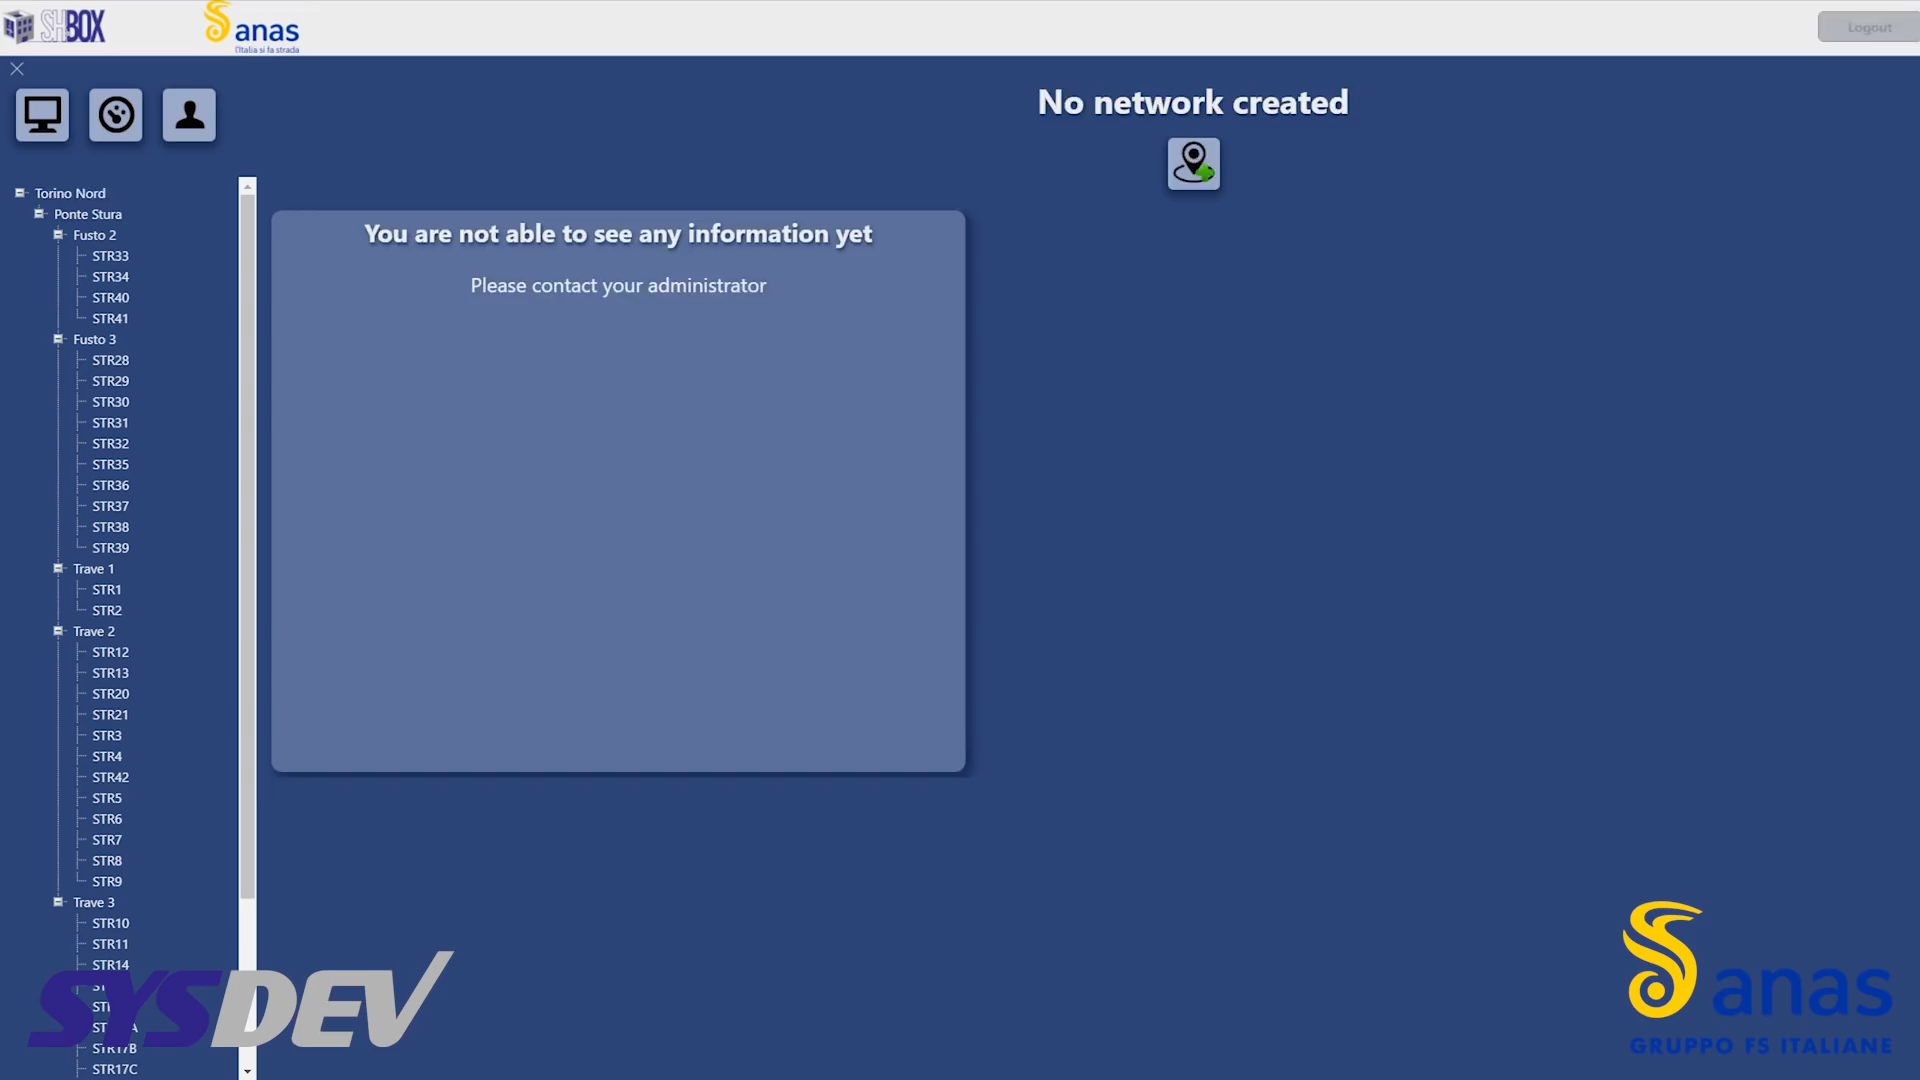 SHBOX
anas
l'Italia si fa strada
Logout
No network created
You are not able to see any information yet
Please contact your administrator
Torino Nord
Ponte Stura
Fusto 2
STR33
STR34
STR40
STR41
Fusto 3
STR28
STR29
STR30
STR31
STR32
STR35
STR36
STR37
STR38
STR39
Trave 1
STR1
STR2
Trave 2
STR12
STR13
STR20
STR21
STR3
STR4
STR42
STR5
STR6
STR7
STR8
STR9
Trave 3
STR10
STR11
STR14
STR17B
STR17C
SYSDEV
anas
GRUPPO FS ITALIANE